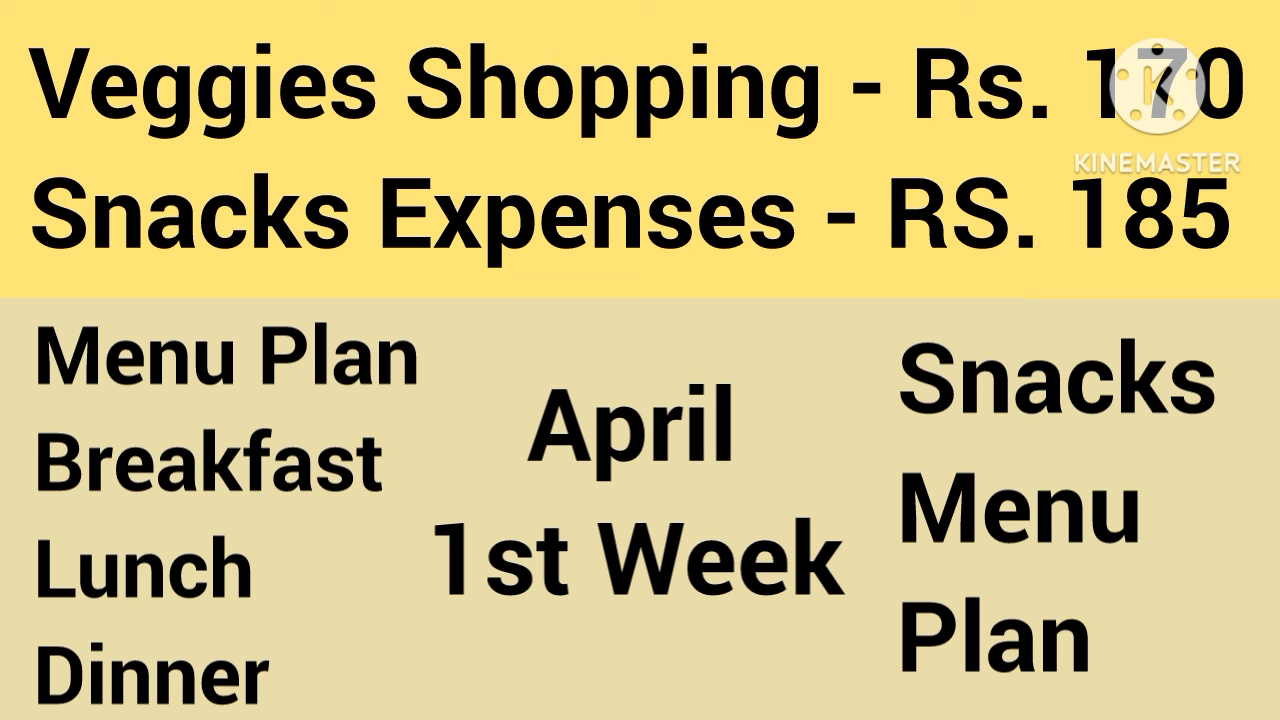 Veggies Shopping - Rs. 170
KINEMASTER
Snacks Expenses - RS. 185
Menu Plan
Breakfast
Lunch
Dinner
April
1st Week
Snacks
Menu
Plan